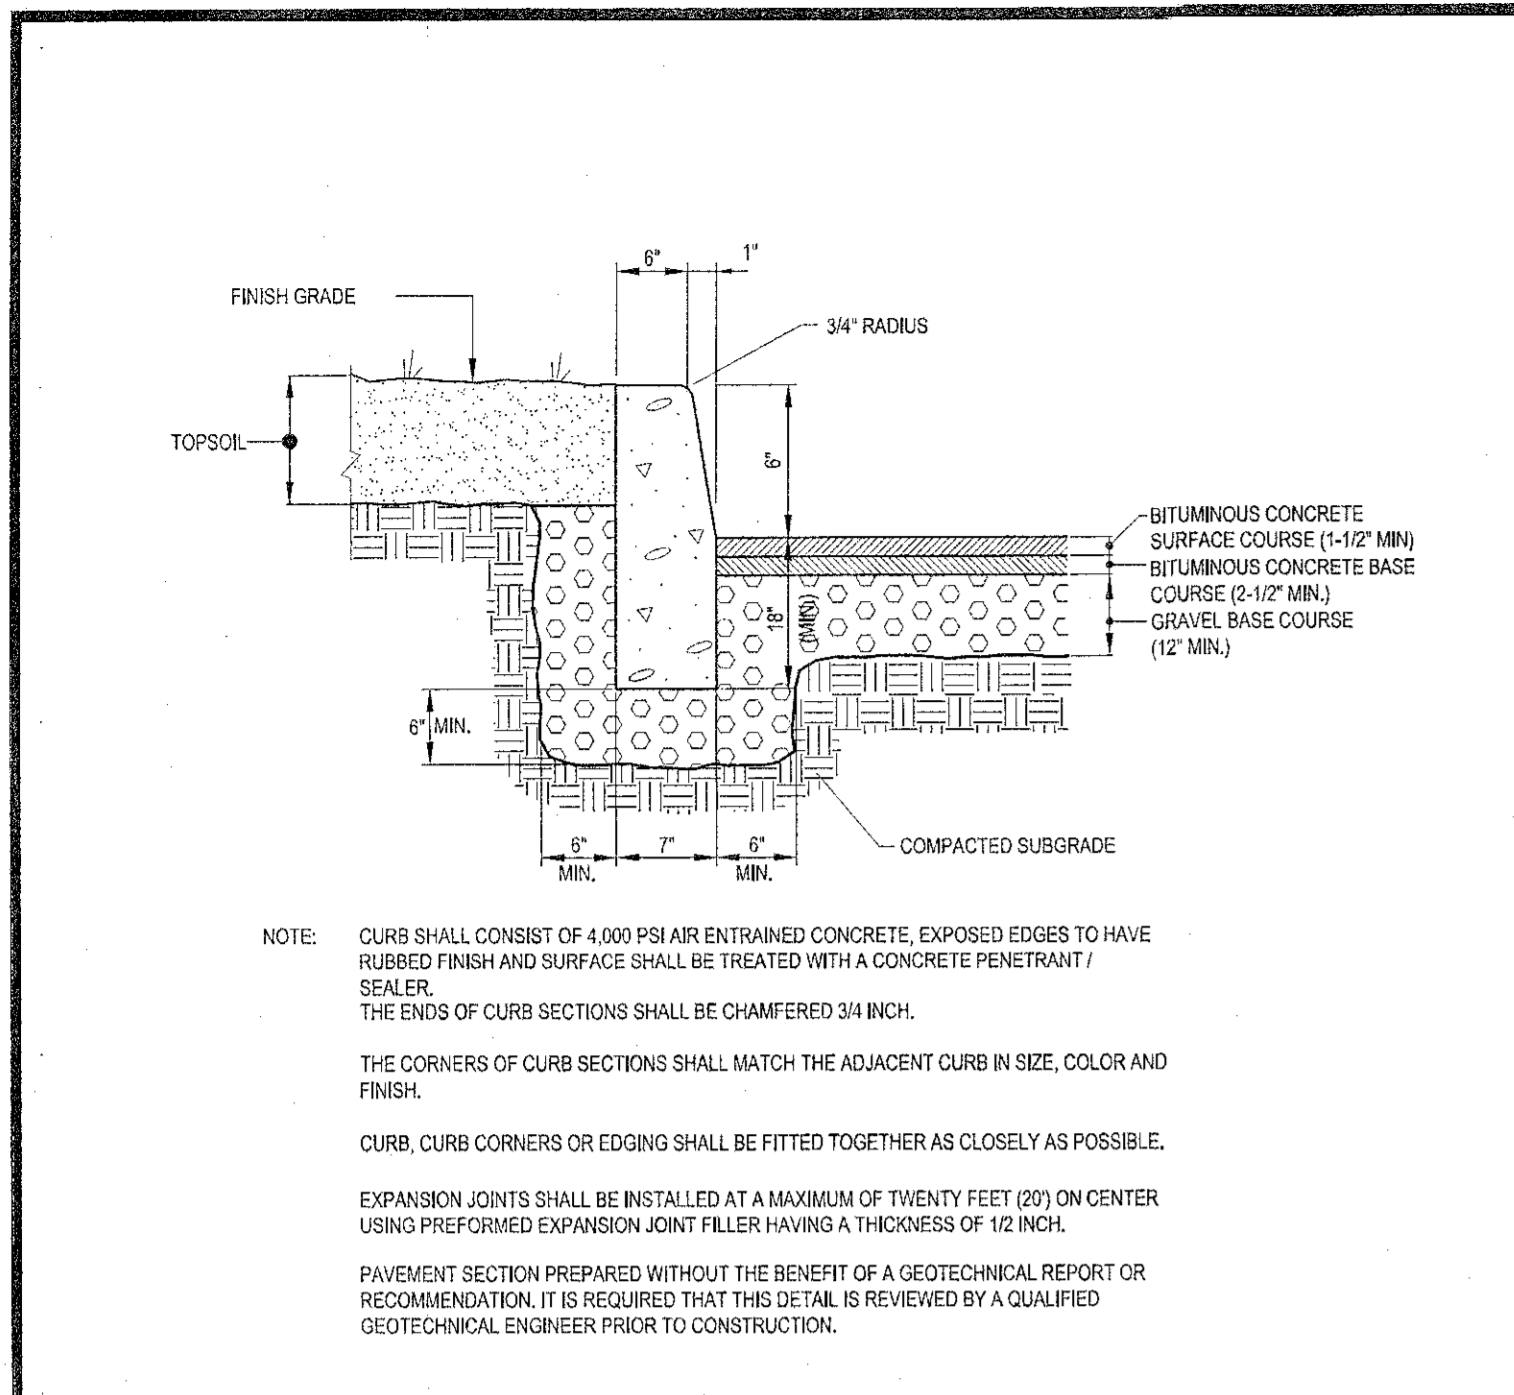 6"
1"
FINISH GRADE
3/4" RADIUS
TOPSOIL
6"
BITUMINOUS CONCRETE
SURFACE COURSE (1-1/2" MIN)
BITUMINOUS CONCRETE BASE
COURSE (2-1/2" MIN.)
GRAVEL BASE COURSE
(12" MIN.)
18"
(MIN.)
6" MIN.
6"
MIN.
7"
6"
MIN.
COMPACTED SUBGRADE
NOTE: CURB SHALL CONSIST OF 4,000 PSI AIR ENTRAINED CONCRETE, EXPOSED EDGES TO HAVE
RUBBED FINISH AND SURFACE SHALL BE TREATED WITH A CONCRETE PENETRANT /
SEALER.
THE ENDS OF CURB SECTIONS SHALL BE CHAMFERED 3/4 INCH.
THE CORNERS OF CURB SECTIONS SHALL MATCH THE ADJACENT CURB IN SIZE, COLOR AND
FINISH.
CURB, CURB CORNERS OR EDGING SHALL BE FITTED TOGETHER AS CLOSELY AS POSSIBLE.
EXPANSION JOINTS SHALL BE INSTALLED AT A MAXIMUM OF TWENTY FEET (20') ON CENTER
USING PREFORMED EXPANSION JOINT FILLER HAVING A THICKNESS OF 1/2 INCH.
PAVEMENT SECTION PREPARED WITHOUT THE BENEFIT OF A GEOTECHNICAL REPORT OR
RECOMMENDATION. IT IS REQUIRED THAT THIS DETAIL IS REVIEWED BY A QUALIFIED
GEOTECHNICAL ENGINEER PRIOR TO CONSTRUCTION.